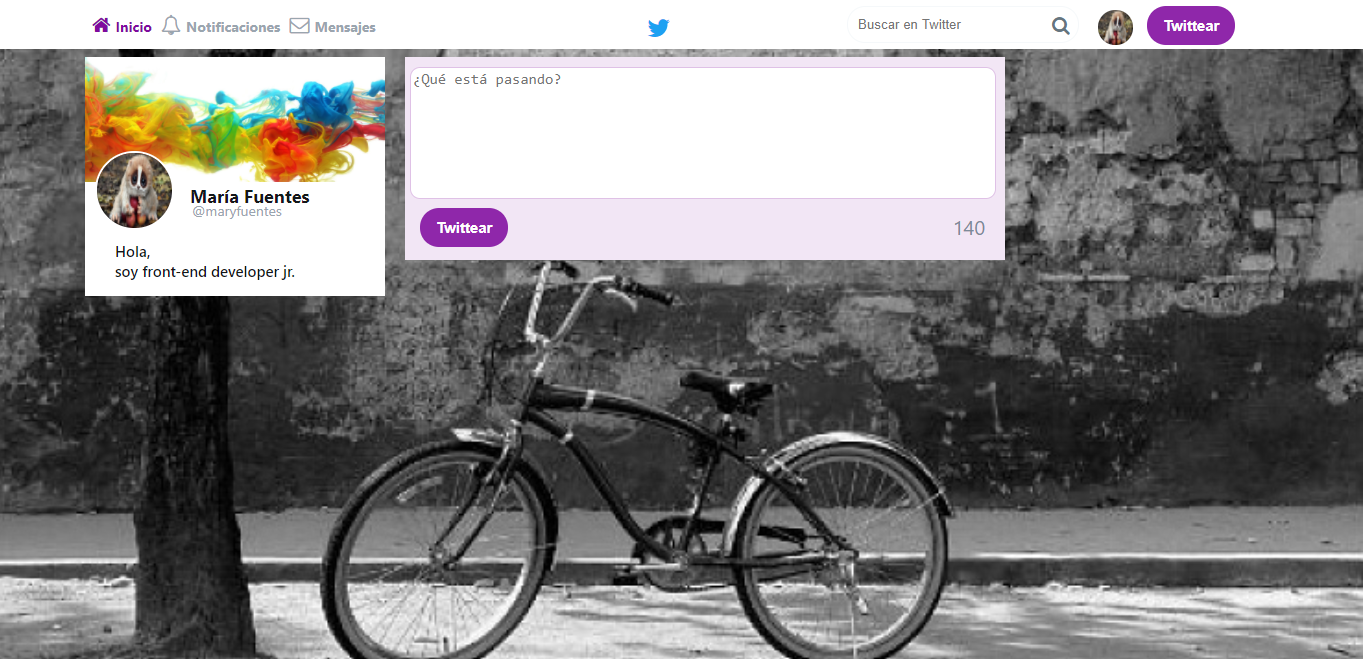 Inicio Notificaciones Mensajes
Buscar en Twitter
Twittear
María Fuentes
@maryfuentes
Hola,
soy front-end developer jr.
¿Qué está pasando?
Twittear 140